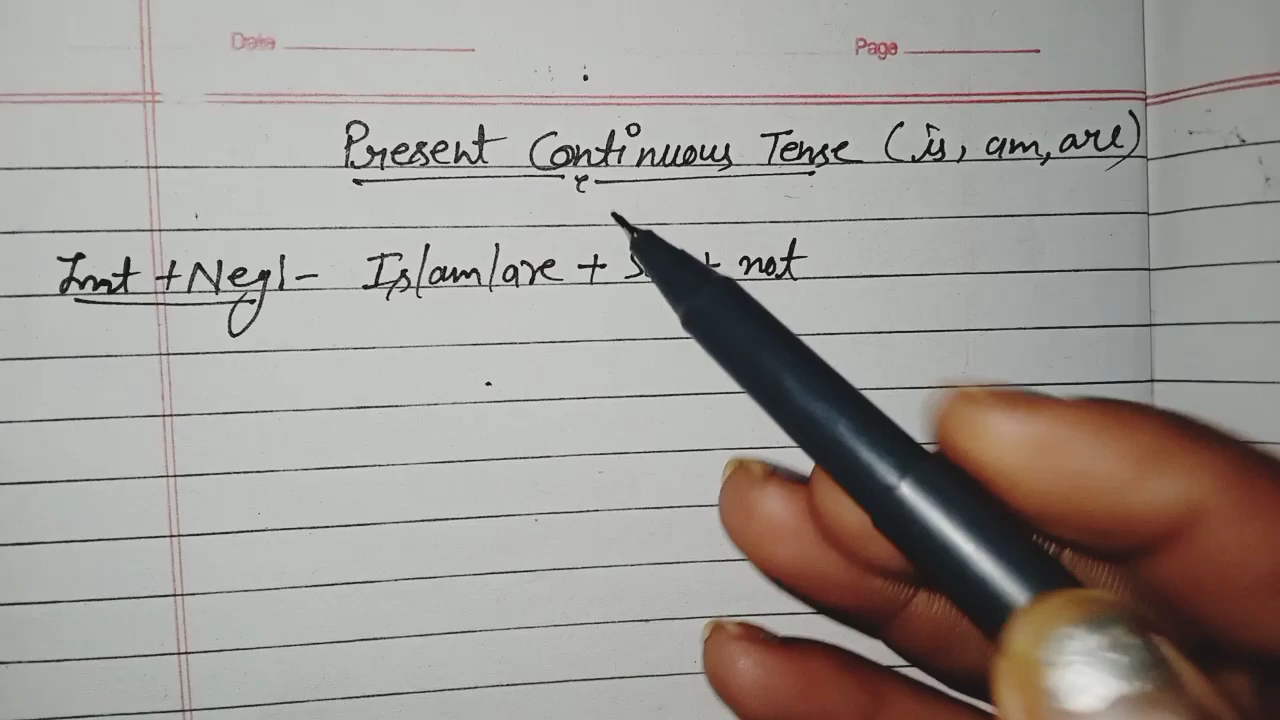 Date Page
Present Continuous Tense (is, am, are)
Int + Neg|- Is/am/are + + not